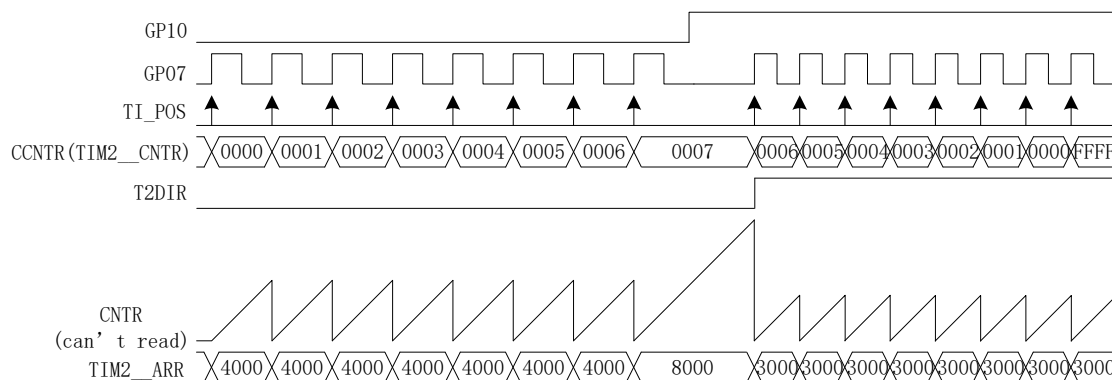 GP10
GP07
TI_POS
CCNTR(TIM2__CNTR) 0000 0001 0002 0003 0004 0005 0006 0007 0006 0005 0004 0003 0002 0001 0000 FFFF
T2DIR
CNTR
(can't read)
TIM2__ARR 4000 4000 4000 4000 4000 4000 4000 8000 3000 3000 3000 3000 3000 3000 3000 3000